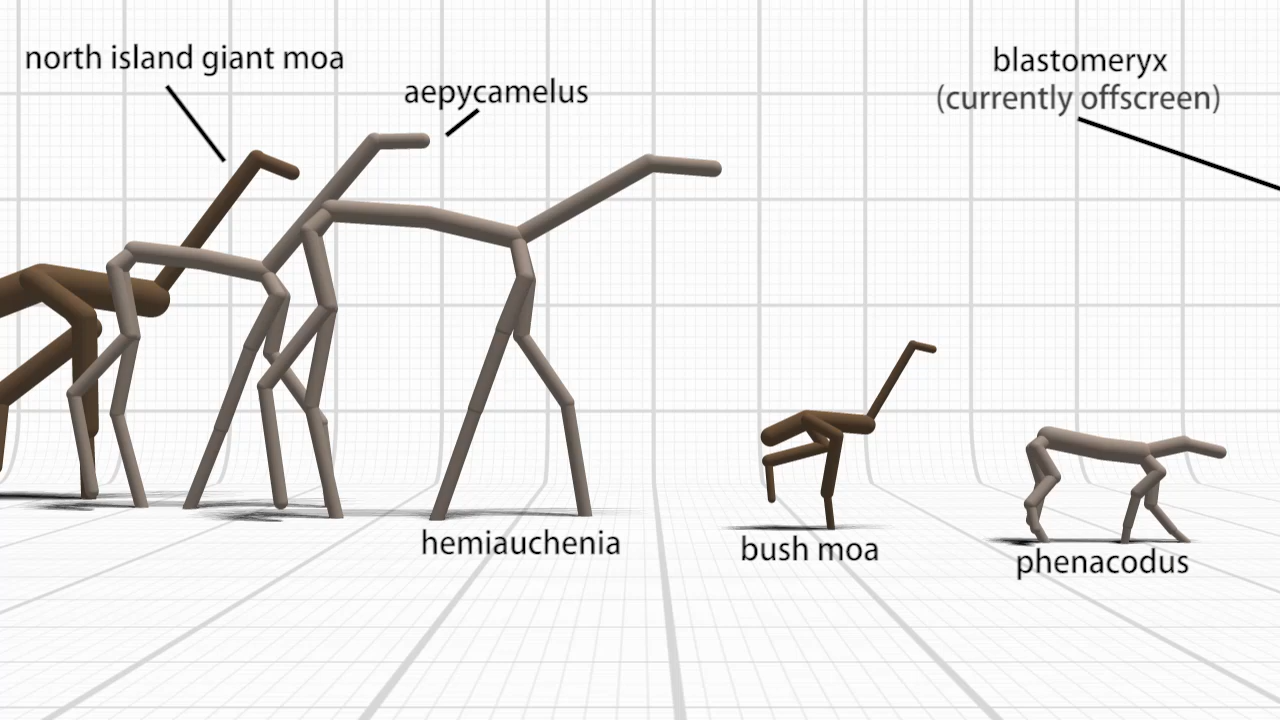 north island giant moa
aepycamelus
blastomeryx
(currently offscreen)
hemiauchenia
bush moa
phenacodus